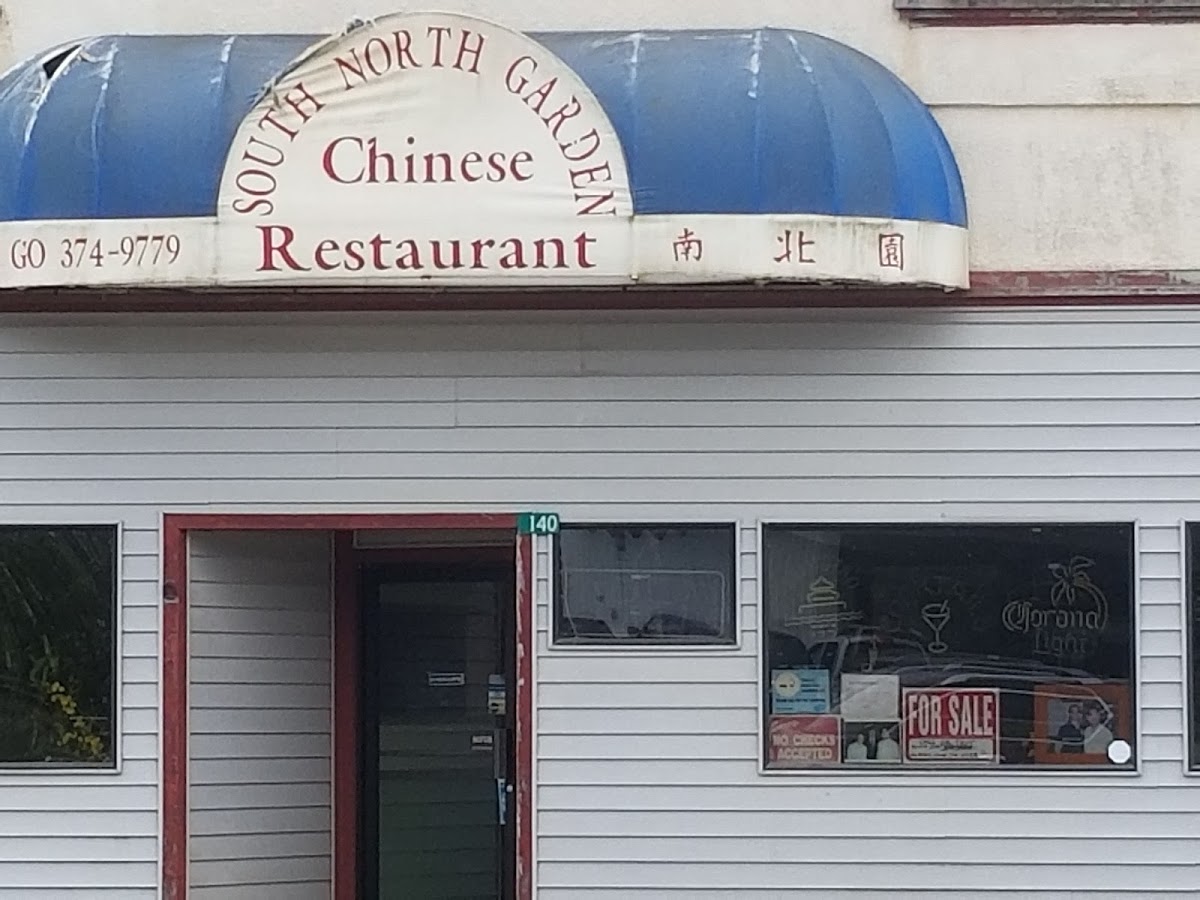 SOUTH NORTH GARDEN
Chinese
Restaurant
GO 374-9779
南北園
140
Corona
Light
NO CHECKS
ACCEPTED
FOR SALE